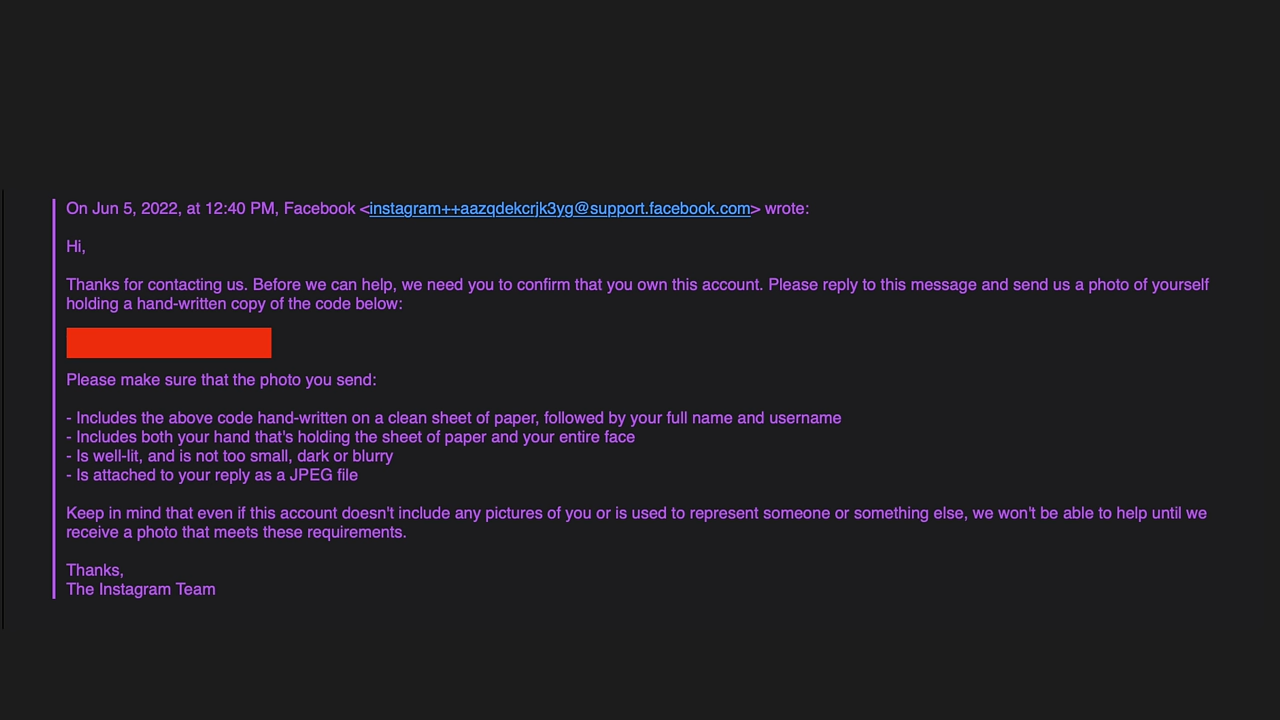 On Jun 5, 2022, at 12:40 PM, Facebook <instagram++aazqdekcrjk3yg@support.facebook.com> wrote:
Hi,
Thanks for contacting us. Before we can help, we need you to confirm that you own this account. Please reply to this message and send us a photo of yourself
holding a hand-written copy of the code below:
Please make sure that the photo you send:
- Includes the above code hand-written on a clean sheet of paper, followed by your full name and username
- Includes both your hand that's holding the sheet of paper and your entire face
- Is well-lit, and is not too small, dark or blurry
- Is attached to your reply as a JPEG file
Keep in mind that even if this account doesn't include any pictures of you or is used to represent someone or something else, we won't be able to help until we
receive a photo that meets these requirements.
Thanks,
The Instagram Team